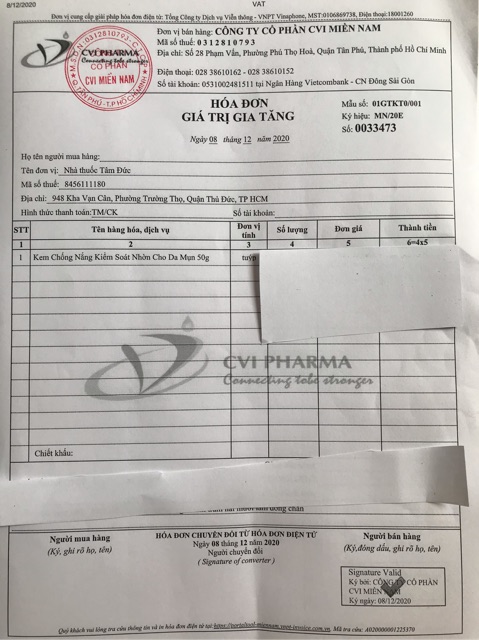 8/12/2020
VAT
Đơn vị cung cấp giải pháp hóa đơn điện tử: Tổng Công ty Dịch vụ Viễn thông - VNPT Vinaphone, MST:0106869738, Điện thoại:18001260
Đơn vị bán hàng: CÔNG TY CỔ PHẦN CVI MIỀN NAM
Mã số thuế: 0312810793
Địa chỉ: Số 28 Phạm Vấn, Phường Phú Thọ Hoà, Quận Tân Phú, Thành phố Hồ Chí Minh
Điện thoại: 028 38610162 - 028 38610152
Số tài khoản: 0531002481511 tại Ngân Hàng Vietcombank - CN Đông Sài Gòn
M.S.D.N: 0312810793
CỔ PHẦN
CVI MIỀN NAM
Q.TÂN PHÚ-T.P HỒ CHÍ MINH
CVI PHARMA
HÓA ĐƠN
GIÁ TRỊ GIA TĂNG
Ngày 08 tháng 12 năm 2020
Mẫu số: 01GTKT0/001
Ký hiệu: MN/20E
Số: 0033473
Họ tên người mua hàng:
Tên đơn vị: Nhà thuốc Tâm Đức
Mã số thuế: 8456111180
Địa chỉ: 948 Kha Vạn Cân, Phường Trường Thọ, Quận Thủ Đức, TP HCM
Hình thức thanh toán:TM/CK Số tài khoản:
STT Tên hàng hóa, dịch vụ Đơn vị tính Số lượng Đơn giá Thành tiền
1 2 3 4 5 6=4x5
1 Kem Chống Nắng Kiểm Soát Nhờn Cho Da Mụn 50g tuýp
CVI PHARMA
Connecting tobe stronger
Chiết khấu:
Người mua hàng
(Ký, ghi rõ họ, tên)
HÓA ĐƠN CHUYỂN ĐỔI TỪ HÓA ĐƠN ĐIỆN TỬ
Ngày 08 tháng 12 năm 2020
Người chuyển đổi
( Signature of converter )
Người bán hàng
(Ký,đóng dấu, ghi rõ họ, tên)
Signature Valid
Ký bởi: CÔNG TY CỔ PHẦN
CVI MIỀN NAM
Ký ngày: 08/12/2020